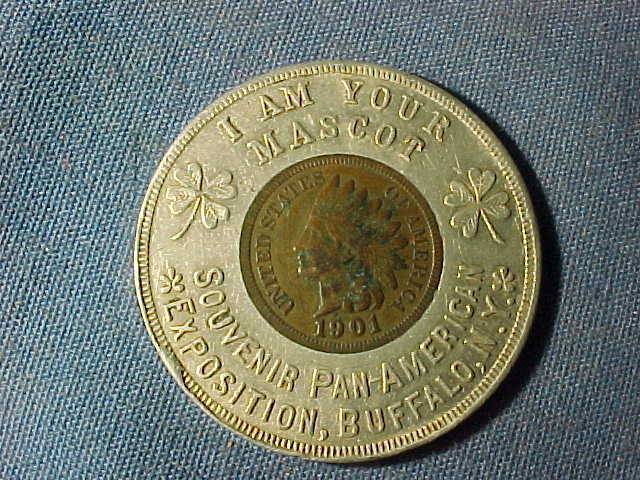 I AM YOUR
MASCOT
UNITED STATES OF AMERICA
1901
SOUVENIR PAN-AMERICAN
EXPOSITION, BUFFALO, N.Y.